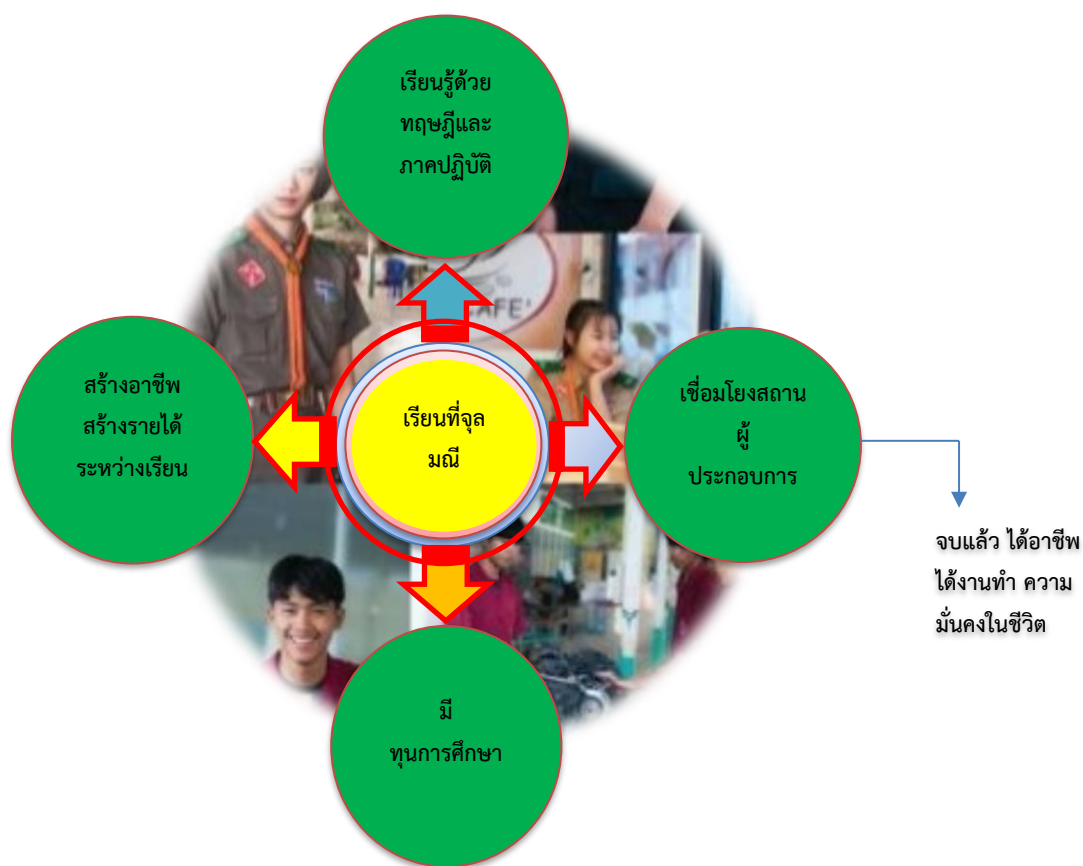 เรียนรู้ด้วย
ทฤษฎีและ
ภาคปฏิบัติ
AFE'
สร้างอาชีพ
สร้างรายได้
ระหว่างเรียน
เรียนที่จุล
มณี
เชื่อมโยงสถาน
ผู้
ประกอบการ
จบแล้ว ได้อาชีพ
ได้งานทำ ความ
มั่นคงในชีวิต
มี
ทุนการศึกษา